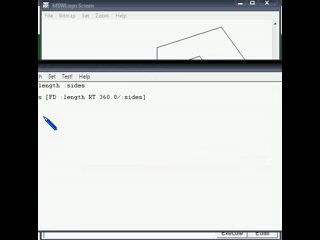 MSWLogo Screen
File Bitmap Set Zoom Help
Set Test! Help
length :sides
[FD :length RT 360.0/:sides]
Execute Edall